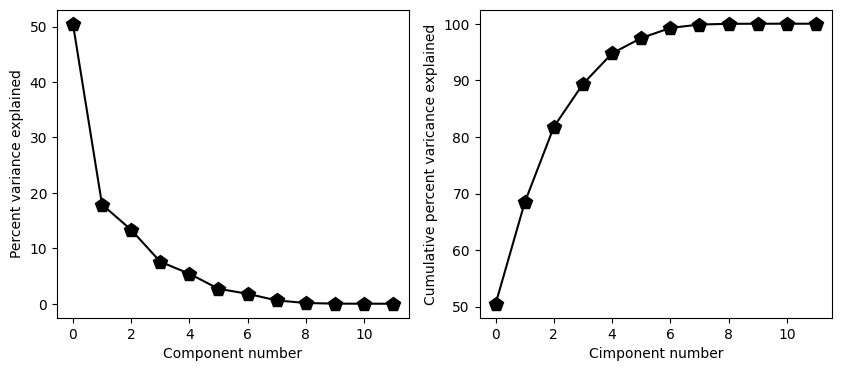 50
40
30
20
10
0
Percent variance explained
0 2 4 6 8 10
Component number
100
90
80
70
60
50
Cumulative percent varicance explained
0 2 4 6 8 10
Cimponent number